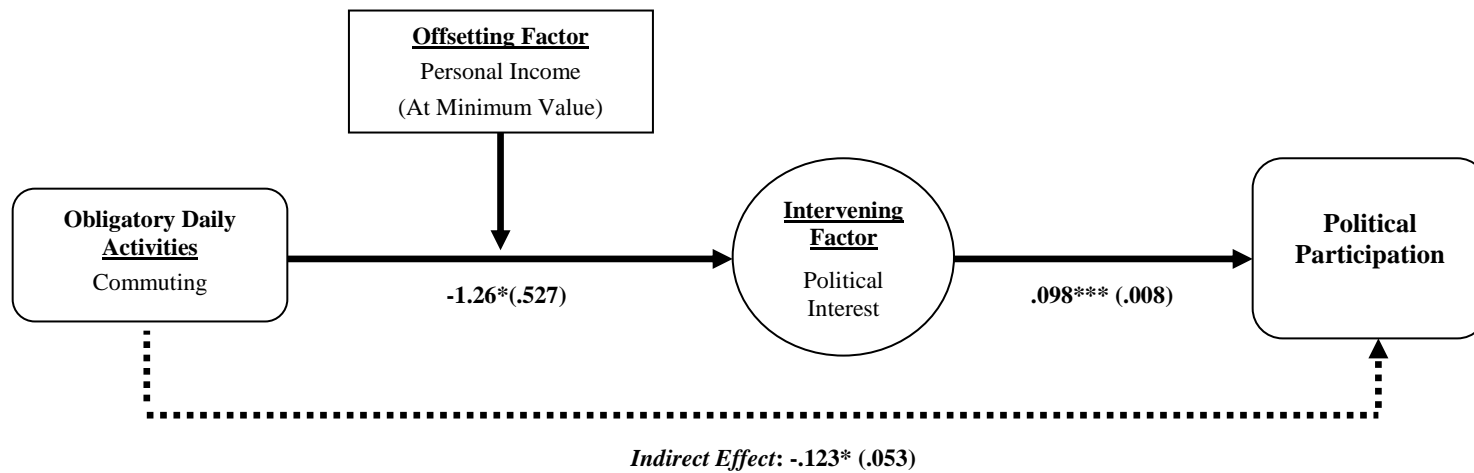 Offsetting Factor
Personal Income
(At Minimum Value)
Obligatory Daily
Activities
Commuting
-1.26*(.527)
Intervening
Factor
Political
Interest
.098*** (.008)
Political
Participation
Indirect Effect: -.123* (.053)